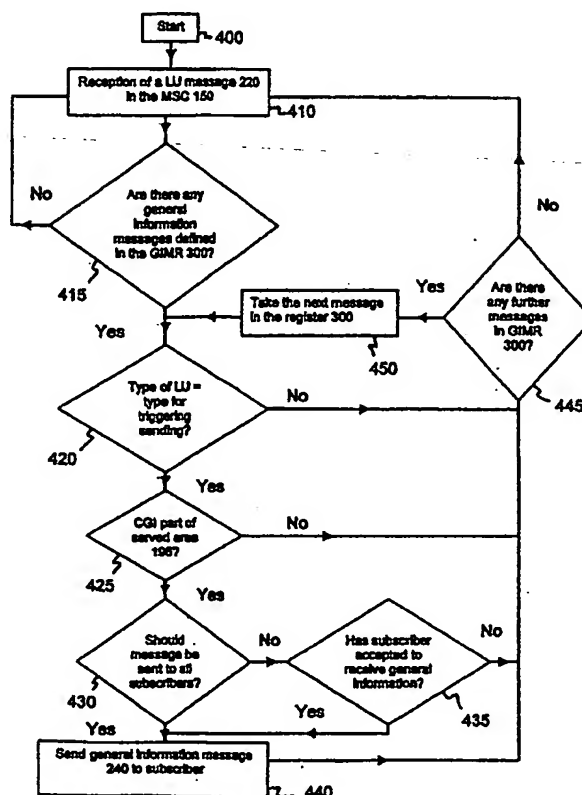 Start
400
Reception of a LU message 220
in the MSC 150
410
No
Are there any
general
information
messages defined
in the GIMR 300?
415
No
Yes
Take the next message
in the register 300
450
Are there
any further
messages
in GIMR
300?
445
Yes
Type of LU =
type for
triggering
sending?
420
No
Yes
CGI part of
served area
196?
425
No
Yes
Should
message be
sent to all
subscribers?
430
No
Has subscriber
accepted to
receive general
information?
435
No
Yes
Yes
Send general information message
240 to subscriber
440